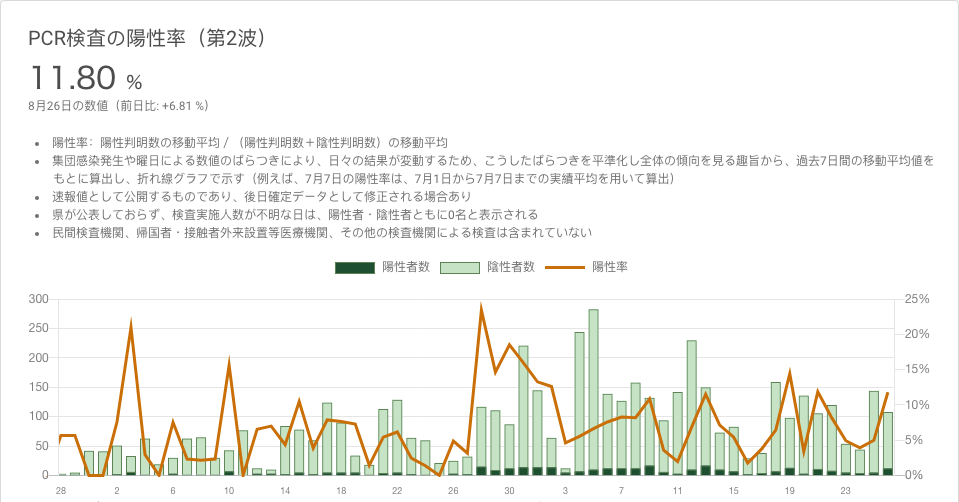 PCR検査の陽性率（第2波）
11.80 %
8月26日の数値（前日比: +6.81 %）
• 陽性率：陽性判明数の移動平均 / （陽性判明数＋陰性判明数）の移動平均
• 集団感染発生や曜日による数値のばらつきにより、日々の結果が変動するため、こうしたばらつきを平準化し全体の傾向を見る趣旨から、過去7日間の移動平均値を
もとに算出し、折れ線グラフで示す（例えば、7月7日の陽性率は、7月1日から7月7日までの実績平均を用いて算出）
• 速報値として公開するものであり、後日確定データとして修正される場合あり
• 県が公表しておらず、検査実施人数が不明な日は、陽性者・陰性者ともに0名と表示される
• 民間検査機関、帰国者・接触者外来設置等医療機関、その他の検査機関による検査は含まれていない
陽性者数 陰性者数 陽性率
300 25%
250 20%
200 15%
150 10%
100 5%
50 0%
0
28 2 6 10 14 18 22 26 30 3 7 11 15 19 23